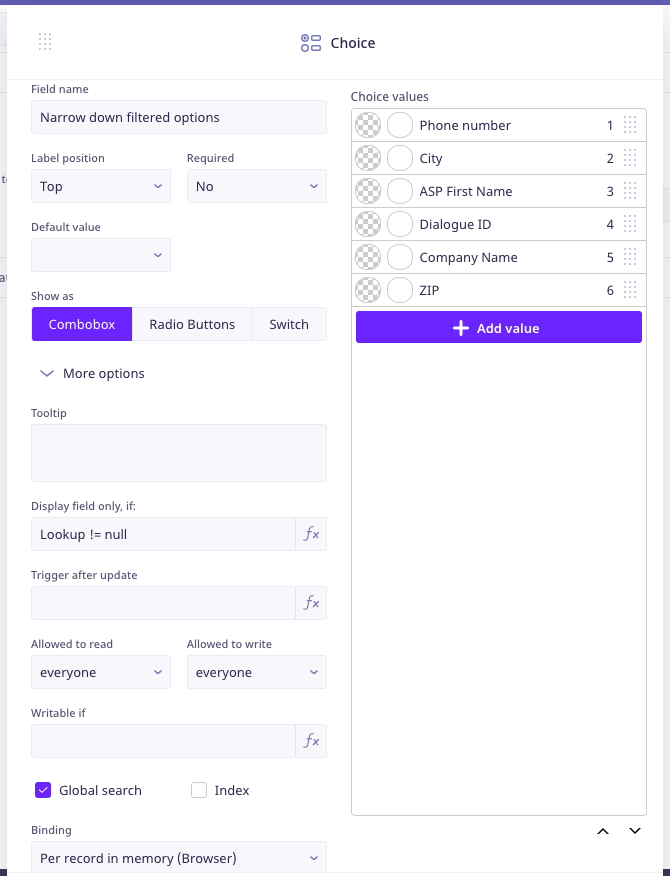 Choice
Field name
Narrow down filtered options
Label position
Required
Top
No
Default value
Show as
Combobox
Radio Buttons
Switch
More options
Tooltip
Display field only, if:
Lookup != null
fx
Trigger after update
fx
Allowed to read
Allowed to write
everyone
everyone
Writable if
fx
Global search
Index
Binding
Per record in memory (Browser)
Choice values
Phone number 1
City 2
ASP First Name 3
Dialogue ID 4
Company Name 5
ZIP 6
Add value